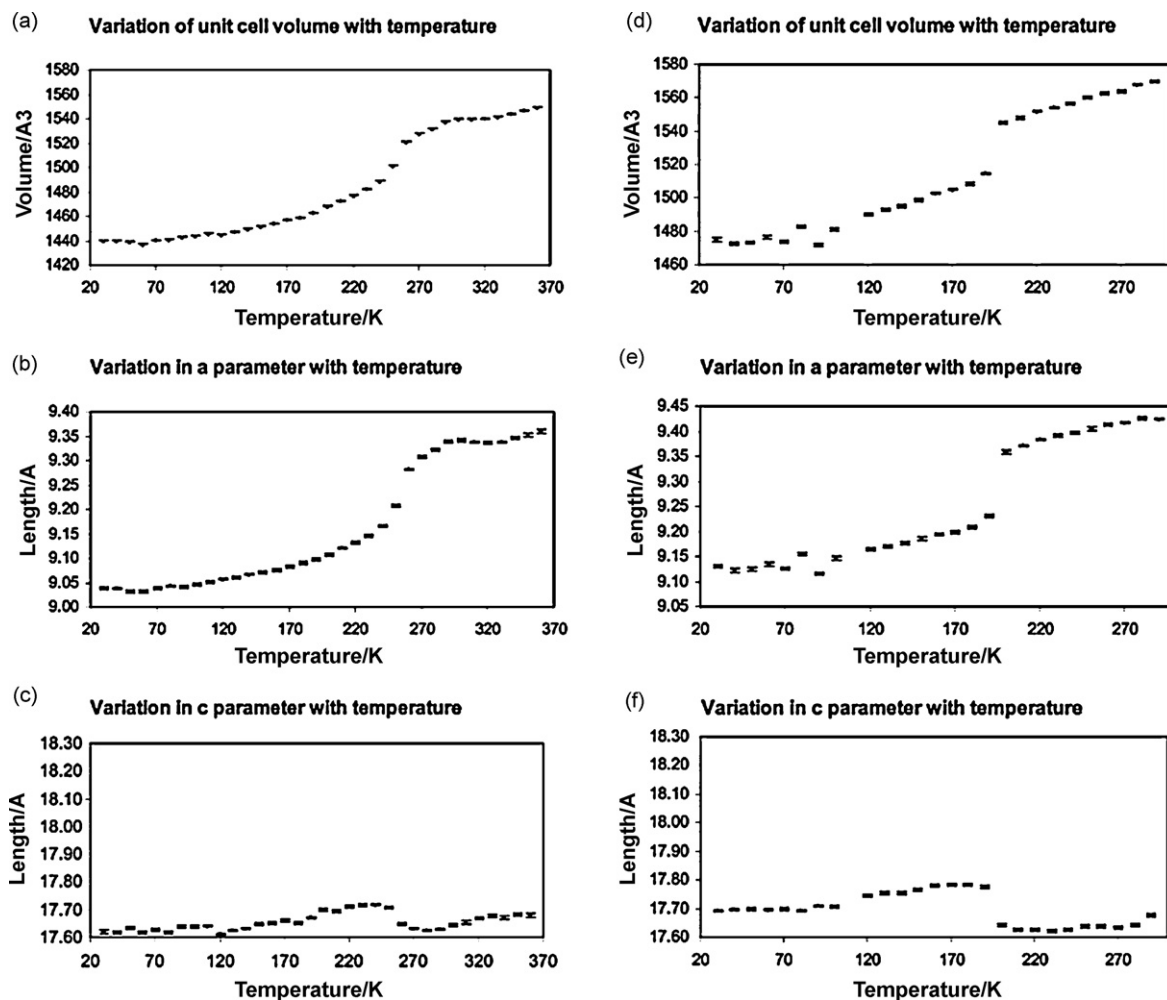 (a) Variation of unit cell volume with temperature
1580
1560
1540
1520
1500
1480
1460
1440
1420
Volume/A3
20 70 120 170 220 270 320 370
Temperature/K
(b) Variation in a parameter with temperature
9.40
9.35
9.30
9.25
9.20
9.15
9.10
9.05
9.00
Length/A
20 70 120 170 220 270 320 370
Temperature/K
(c) Variation in c parameter with temperature
18.30
18.20
18.10
18.00
17.90
17.80
17.70
17.60
Length/A
20 70 120 170 220 270 320 370
Temperature/K
(d) Variation of unit cell volume with temperature
1580
1560
1540
1520
1500
1480
1460
Volume/A3
20 70 120 170 220 270
Temperature/K
(e) Variation in a parameter with temperature
9.45
9.40
9.35
9.30
9.25
9.20
9.15
9.10
9.05
Length/A
20 70 120 170 220 270
Temperature/K
(f) Variation in c parameter with temperature
18.30
18.20
18.10
18.00
17.90
17.80
17.70
17.60
Length/A
20 70 120 170 220 270
Temperature/K